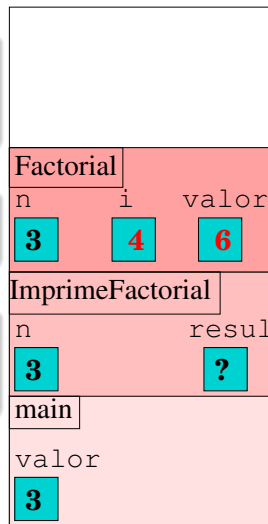 Factorial
n i valor
3 4 6
ImprimeFactorial
n resul
3 ?
main
valor
3